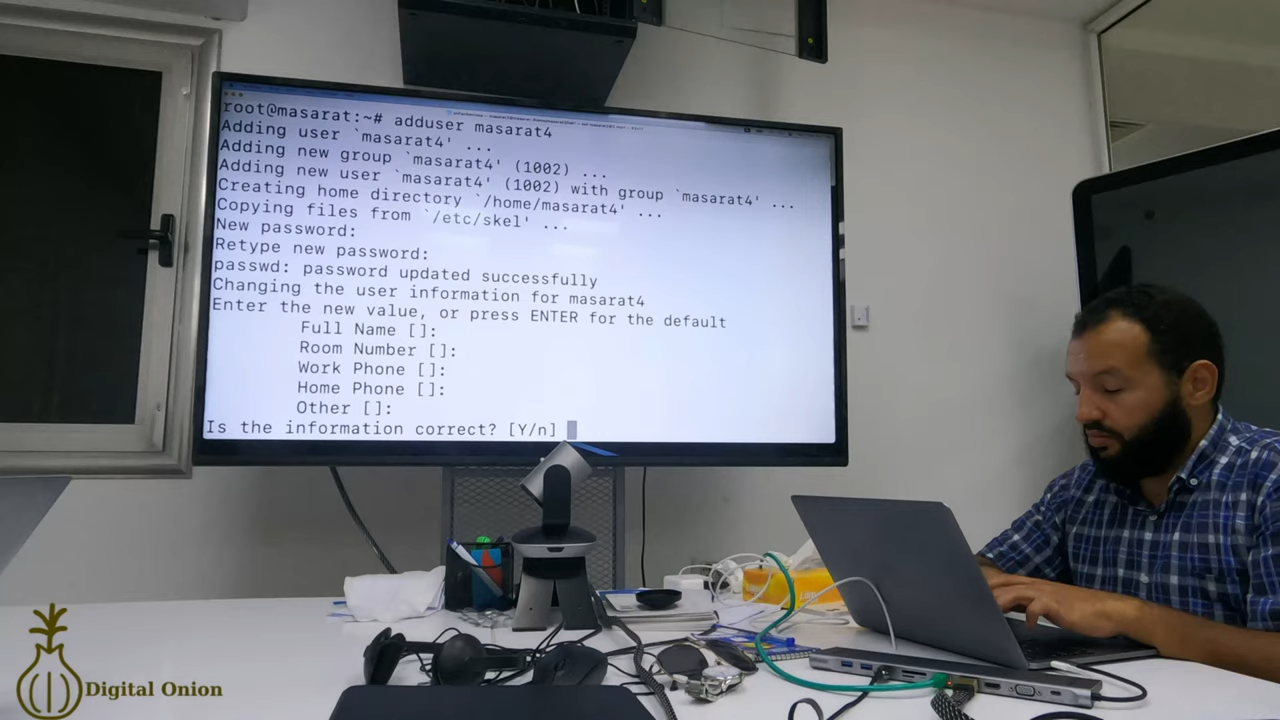 root@masarat:~# adduser masarat4
Adding user `masarat4' ...
Adding new group `masarat4' (1002) ...
Adding new user `masarat4' (1002) with group `masarat4' ...
Creating home directory `/home/masarat4' ...
Copying files from `/etc/skel' ...
New password:
Retype new password:
passwd: password updated successfully
Changing the user information for masarat4
Enter the new value, or press ENTER for the default
Full Name []:
Room Number []:
Work Phone []:
Home Phone []:
Other []:
Is the information correct? [Y/n]
Digital Onion